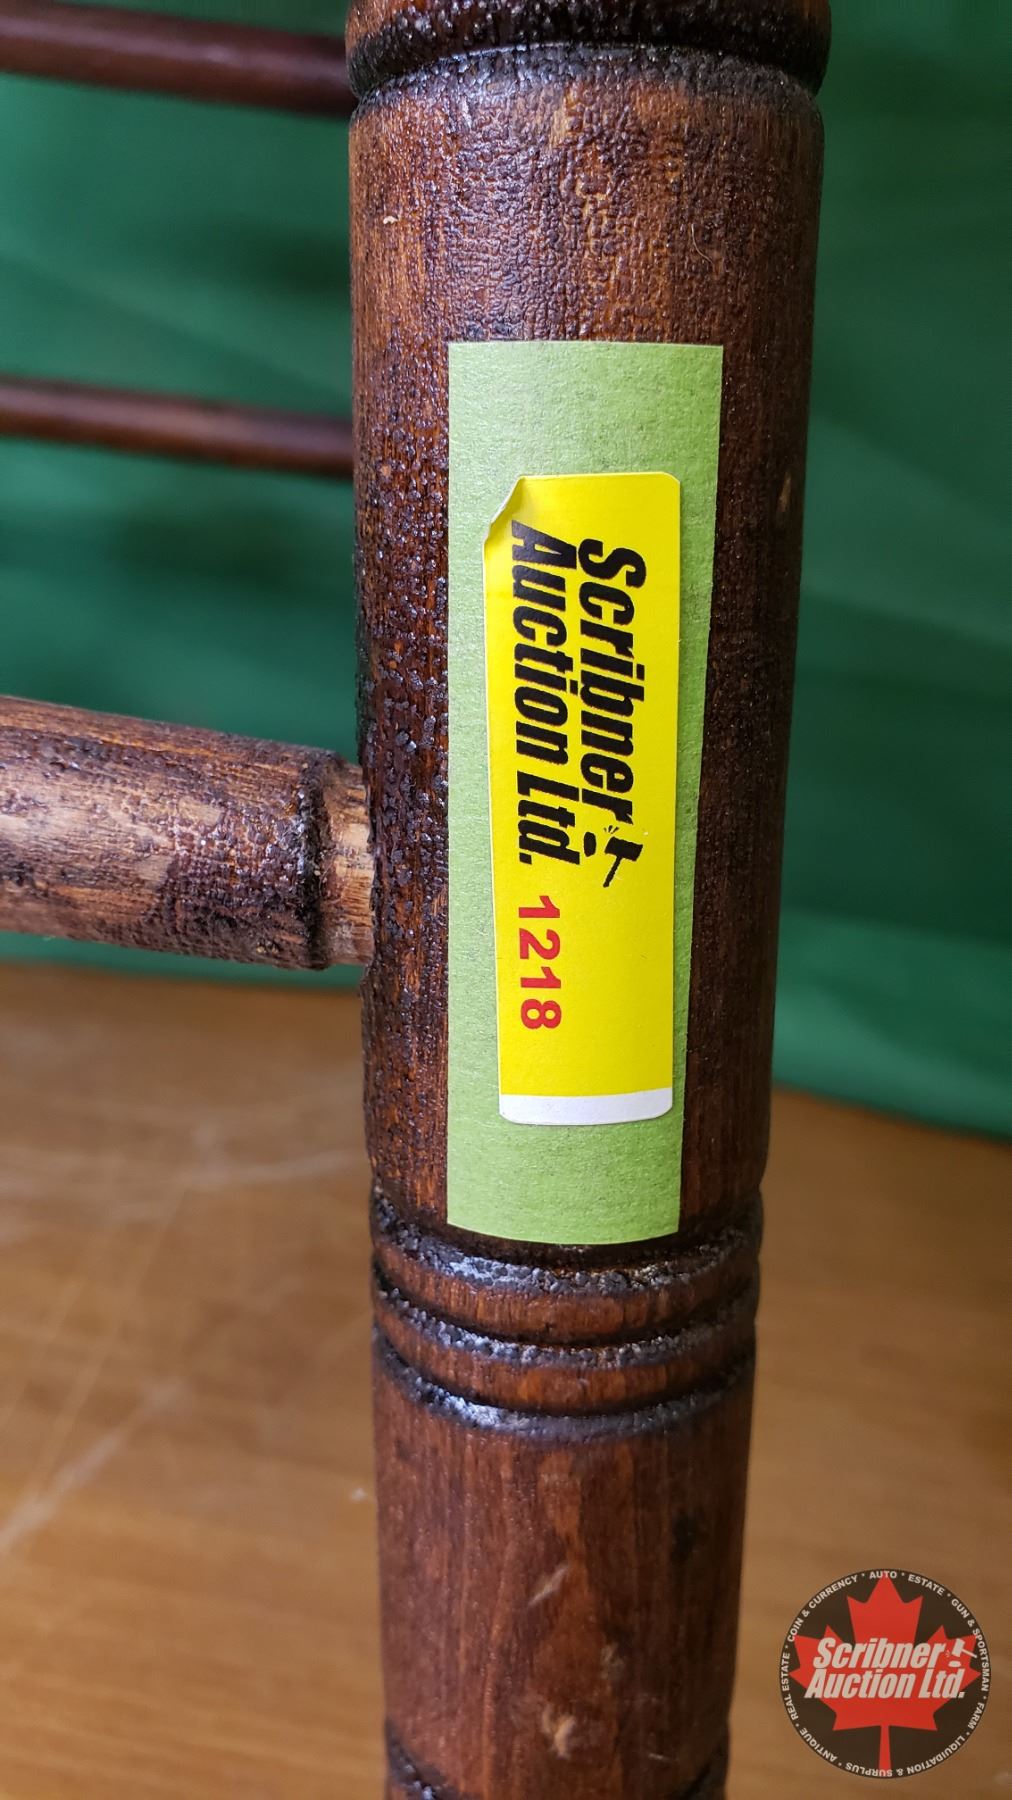 Scribner
Auction Ltd.
1218
COIN & CURRENCY · AUTO · ESTATE · GUN & SPORTSMAN · FARM · LIQUIDATION & SURPLUS · ANTIQUE · REAL ESTATE ·
Scribner
Auction Ltd.